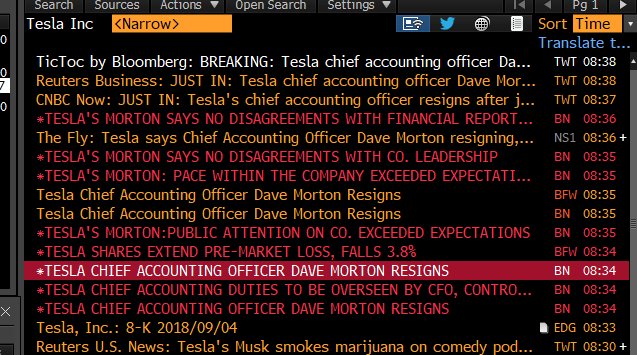 Search Sources Actions Open Search Settings Pg 1
Tesla Inc <Narrow> Sort Time
Translate t...
TicToc by Bloomberg: BREAKING: Tesla chief accounting officer Da... TWT 08:38
Reuters Business: JUST IN: Tesla chief accounting officer Dave Mor... TWT 08:38
CNBC Now: JUST IN: Tesla's chief accounting officer resigns after j... TWT 08:37
*TESLA'S MORTON SAYS NO DISAGREEMENTS WITH FINANCIAL REPORT... BN 08:36
The Fly: Tesla says Chief Accounting Officer Dave Morton resigning,... NS1 08:36+
*TESLA'S MORTON SAYS NO DISAGREEMENTS WITH CO. LEADERSHIP BN 08:35
*TESLA'S MORTON: PACE WITHIN THE COMPANY EXCEEDED EXPECTATI... BN 08:35
Tesla Chief Accounting Officer Dave Morton Resigns BFW 08:35
Tesla Chief Accounting Officer Dave Morton Resigns BN 08:35
*TESLA'S MORTON:PUBLIC ATTENTION ON CO. EXCEEDED EXPECTATIONS BN 08:35
*TESLA SHARES EXTEND PRE-MARKET LOSS, FALLS 3.8% BFW 08:34
*TESLA CHIEF ACCOUNTING OFFICER DAVE MORTON RESIGNS BN 08:34
*TESLA CHIEF ACCOUNTING DUTIES TO BE OVERSEEN BY CFO, CONTRO... BN 08:34
*TESLA CHIEF ACCOUNTING OFFICER DAVE MORTON RESIGNS BN 08:34
Tesla, Inc.: 8-K 2018/09/04 EDG 08:33
Reuters U.S. News: Tesla's Musk smokes marijuana on comedy pod... TWT 08:30+